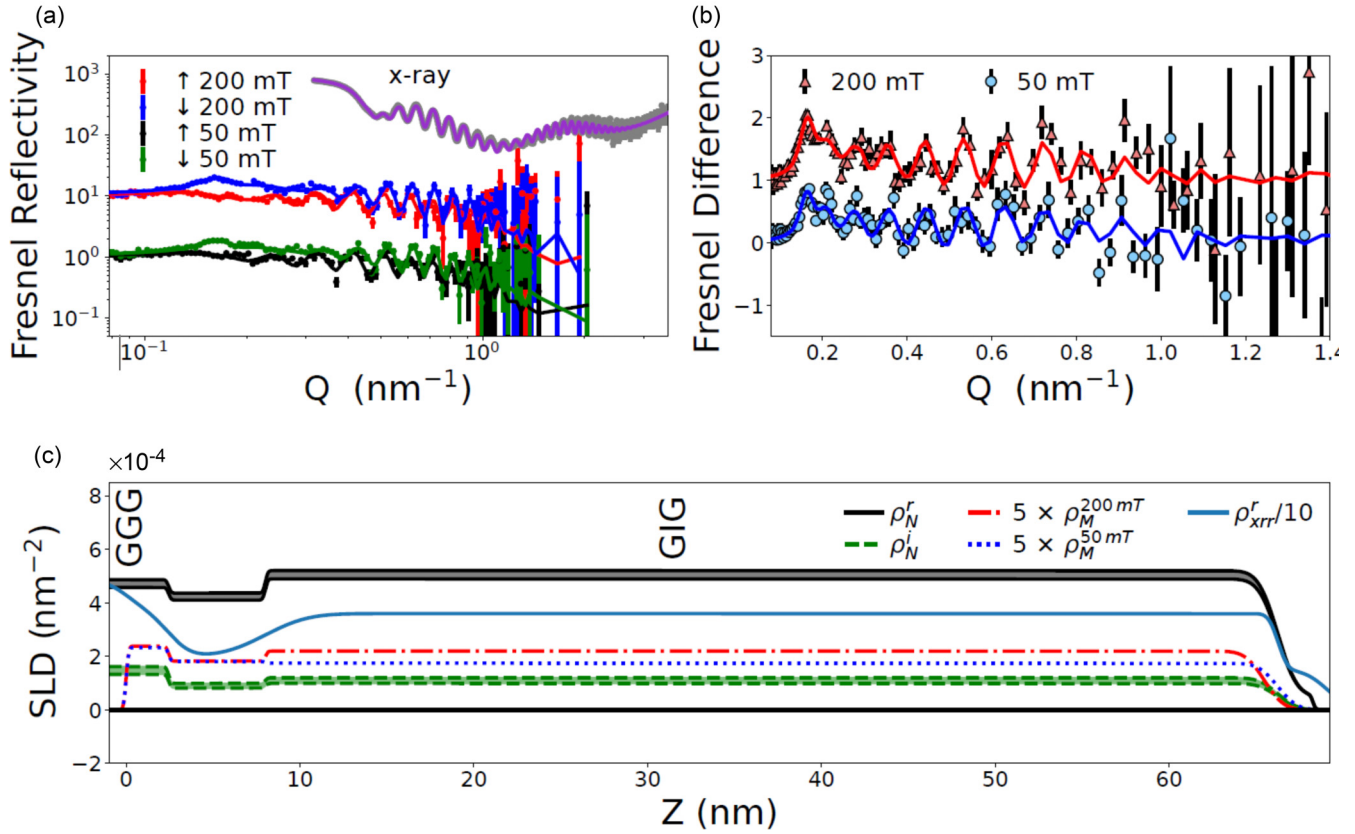 (a)
Fresnel Reflectivity
10³
10²
10¹
10⁰
10⁻¹
↑ 200 mT
↓ 200 mT
↑ 50 mT
↓ 50 mT
x-ray
10⁻¹
10⁰
Q (nm⁻¹)
(b)
Fresnel Difference
3
2
1
0
−1
200 mT
50 mT
0.2 0.4 0.6 0.8 1.0 1.2 1.4
Q (nm⁻¹)
(c)
×10⁻⁴
SLD (nm⁻²)
8
6
4
2
0
−2
GGG
GIG
ρ_N^r
ρ_N^i
5 × ρ_M^{200 mT}
5 × ρ_M^{50 mT}
ρ_{xrr}^r/10
0 10 20 30 40 50 60
Z (nm)